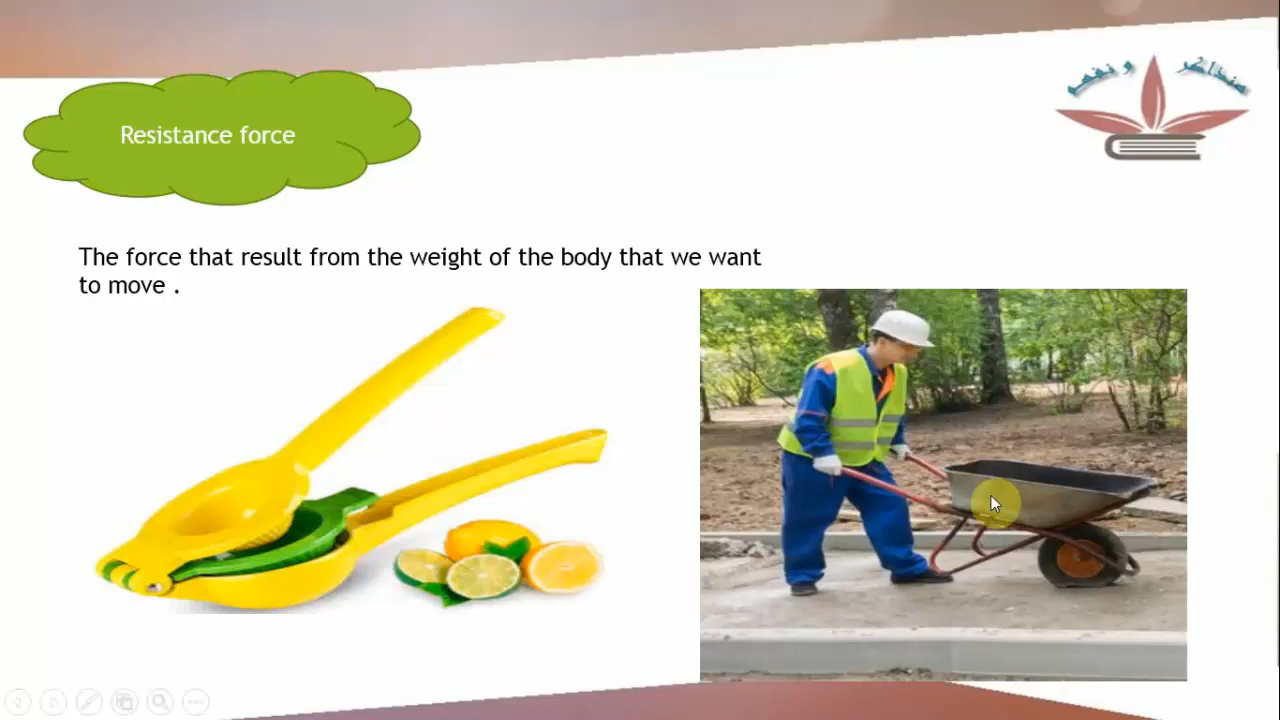 Resistance force
The force that result from the weight of the body that we want
to move .